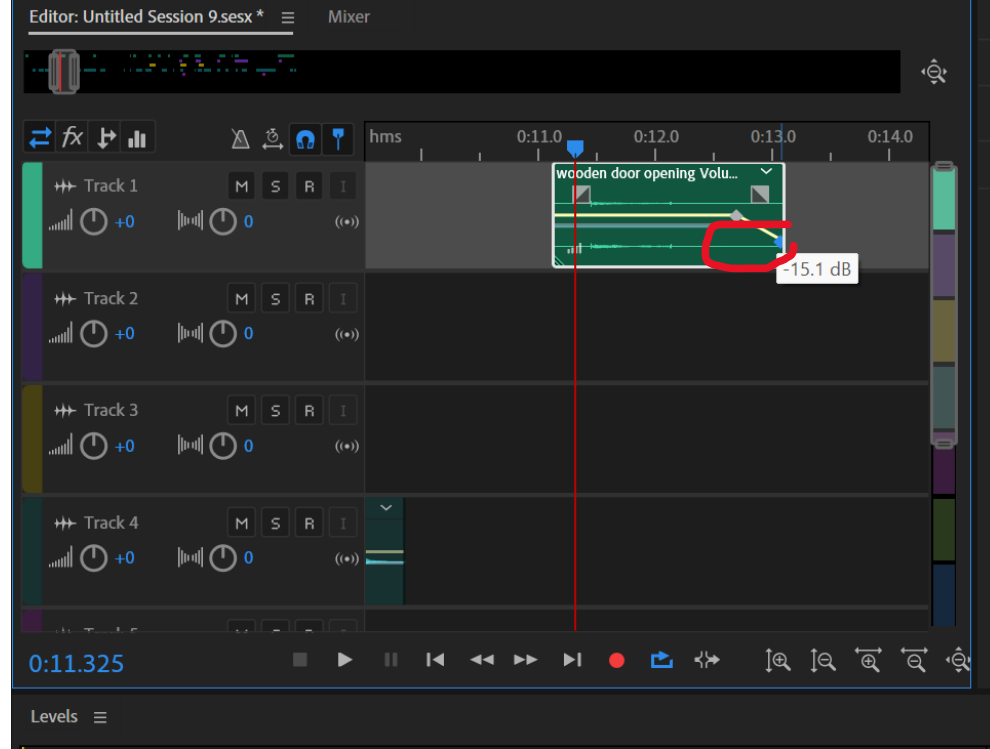 Editor: Untitled Session 9.sesx * Mixer
fx hms 0:11.0 0:12.0 0:13.0 0:14.0
wooden door opening Volu...
Track 1 M S R I
+0 0
-15.1 dB
Track 2 M S R I
+0 0
Track 3 M S R I
+0 0
Track 4 M S R I
+0 0
0:11.325
Levels